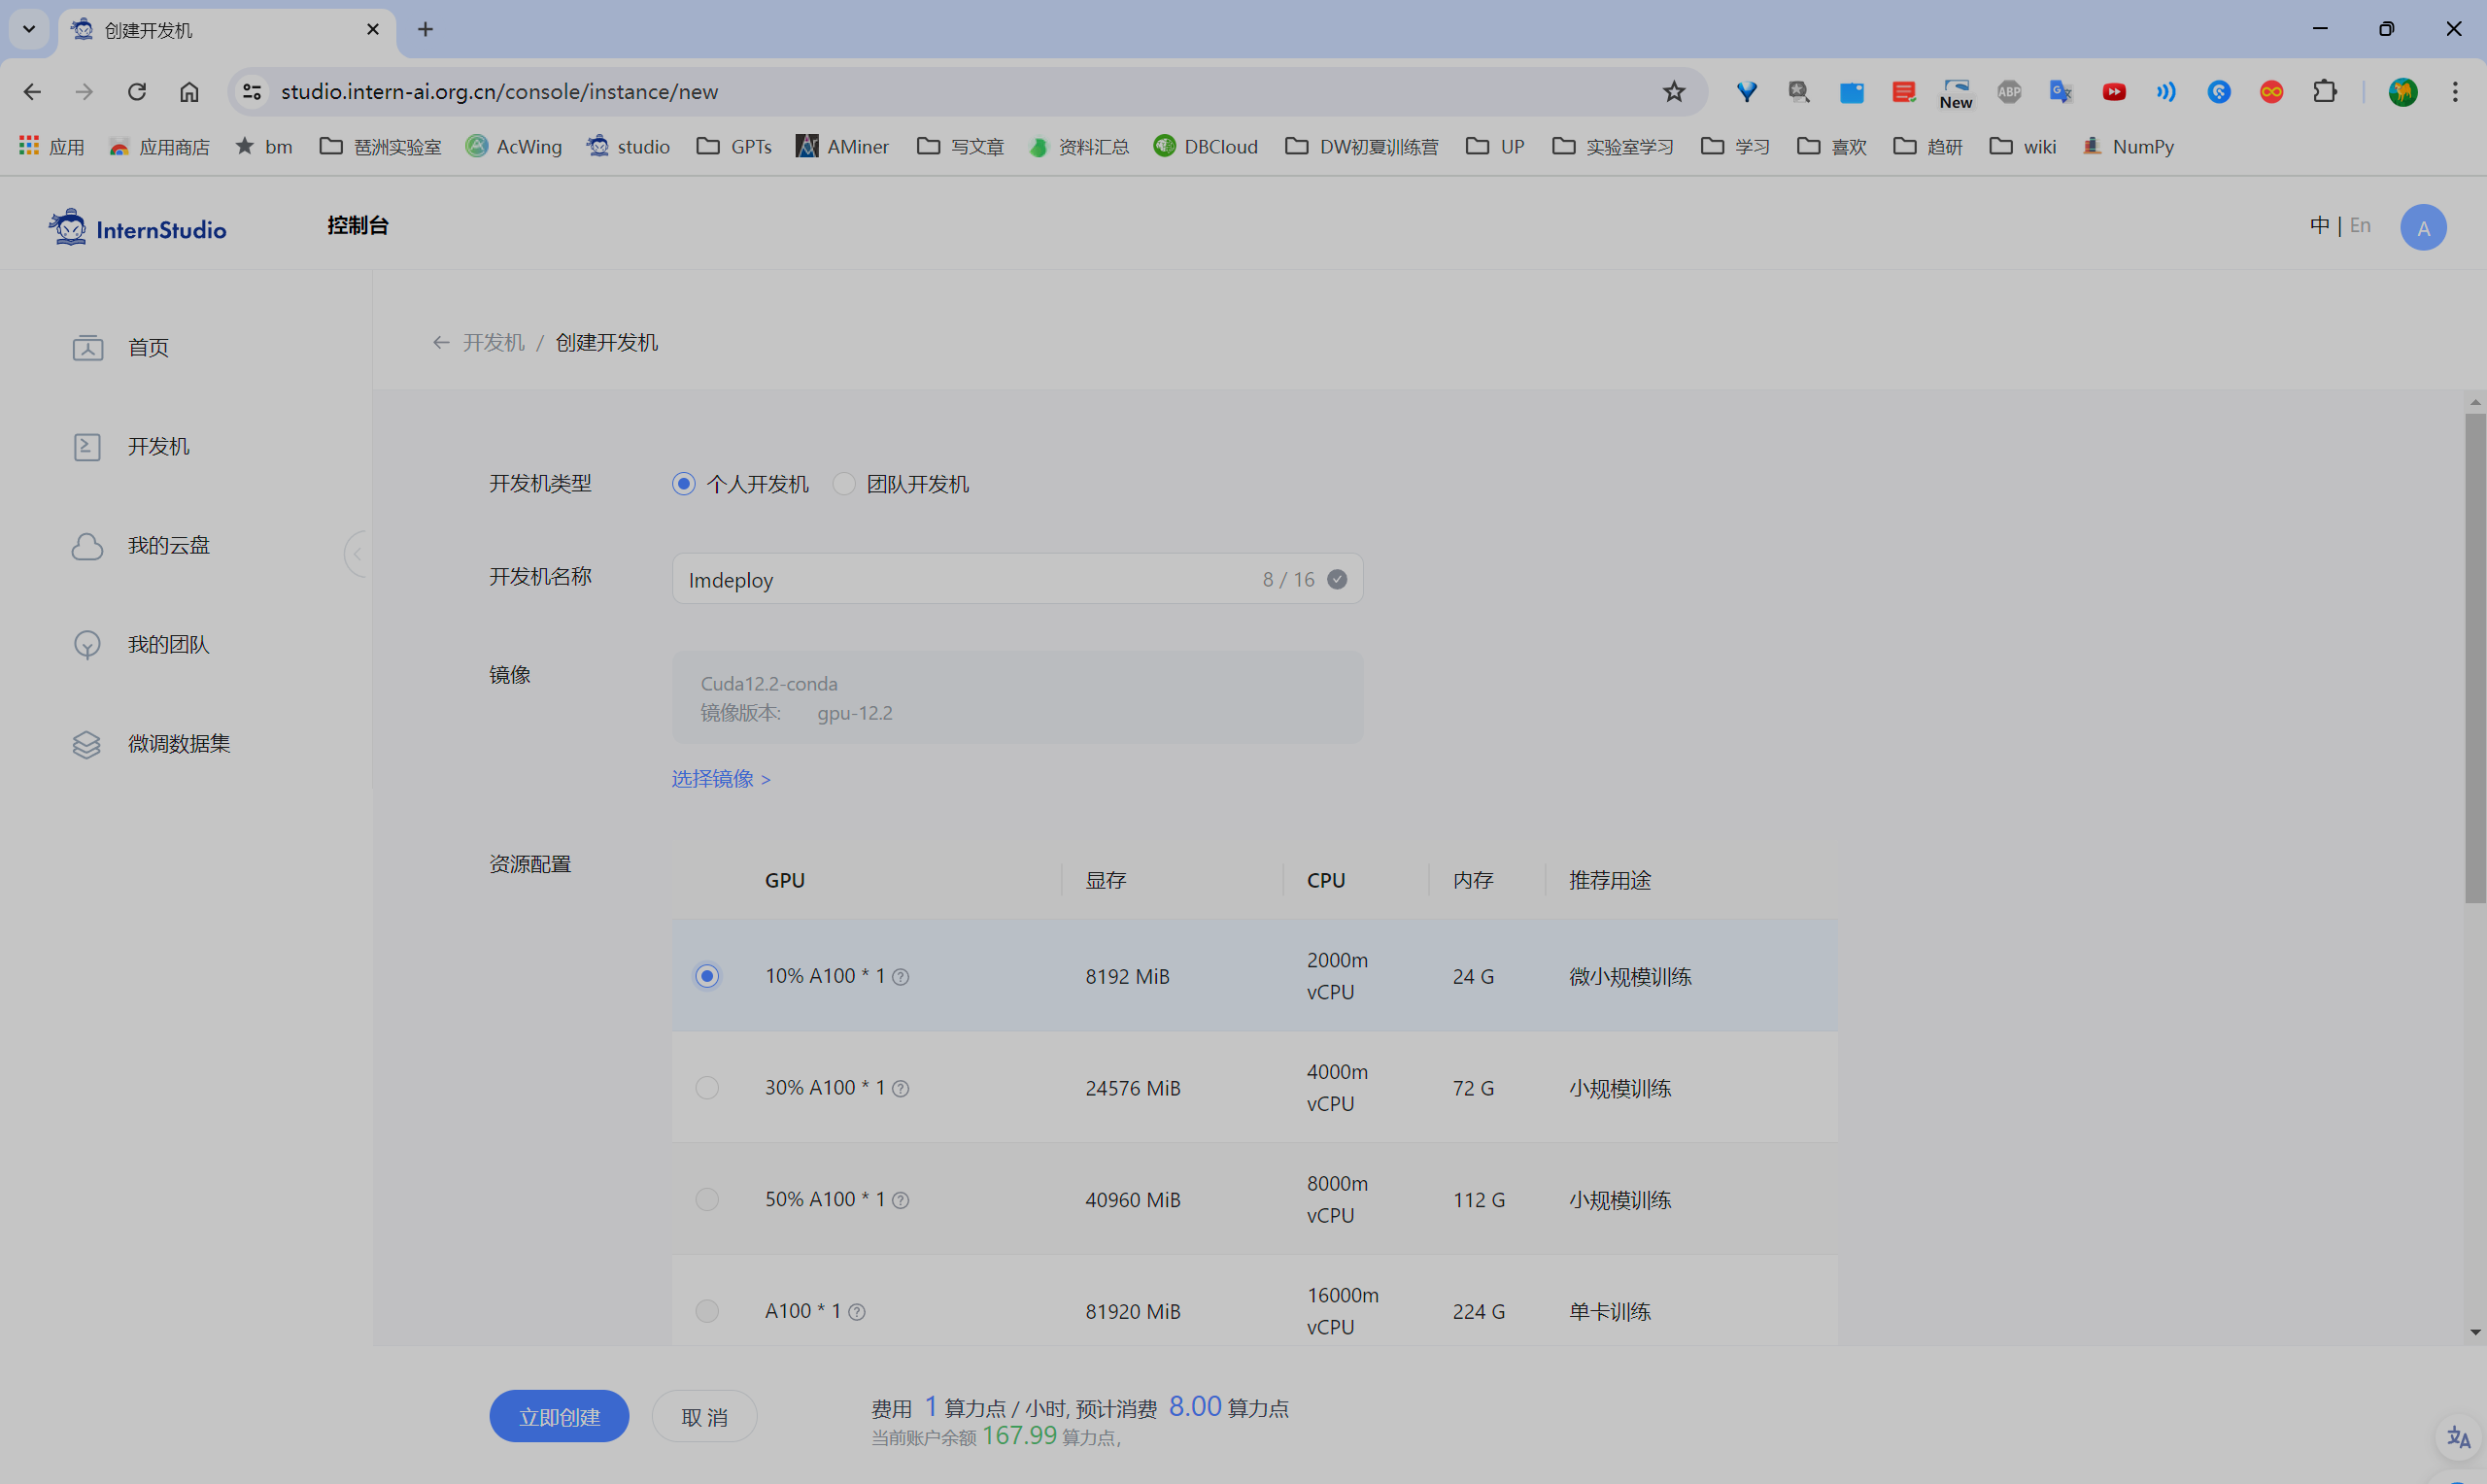 创建开发机
studio.intern-ai.org.cn/console/instance/new
New
ABP
应用
应用商店
bm
琶洲实验室
AcWing
studio
GPTs
AMiner
写文章
资料汇总
DBCloud
DW初夏训练营
UP
实验室学习
学习
喜欢
趋研
wiki
NumPy
InternStudio
控制台
中 | En
A
首页
开发机
我的云盘
我的团队
微调数据集
← 开发机 / 创建开发机
开发机类型
个人开发机
团队开发机
开发机名称
lmdeploy
8 / 16
镜像
Cuda12.2-conda
镜像版本: gpu-12.2
选择镜像 >
资源配置
GPU 显存 CPU 内存 推荐用途
10% A100 * 1 8192 MiB 2000m vCPU 24 G 微小规模训练
30% A100 * 1 24576 MiB 4000m vCPU 72 G 小规模训练
50% A100 * 1 40960 MiB 8000m vCPU 112 G 小规模训练
A100 * 1 81920 MiB 16000m vCPU 224 G 单卡训练
立即创建
取 消
费用 1 算力点 / 小时, 预计消费 8.00 算力点
当前账户余额 167.99 算力点,